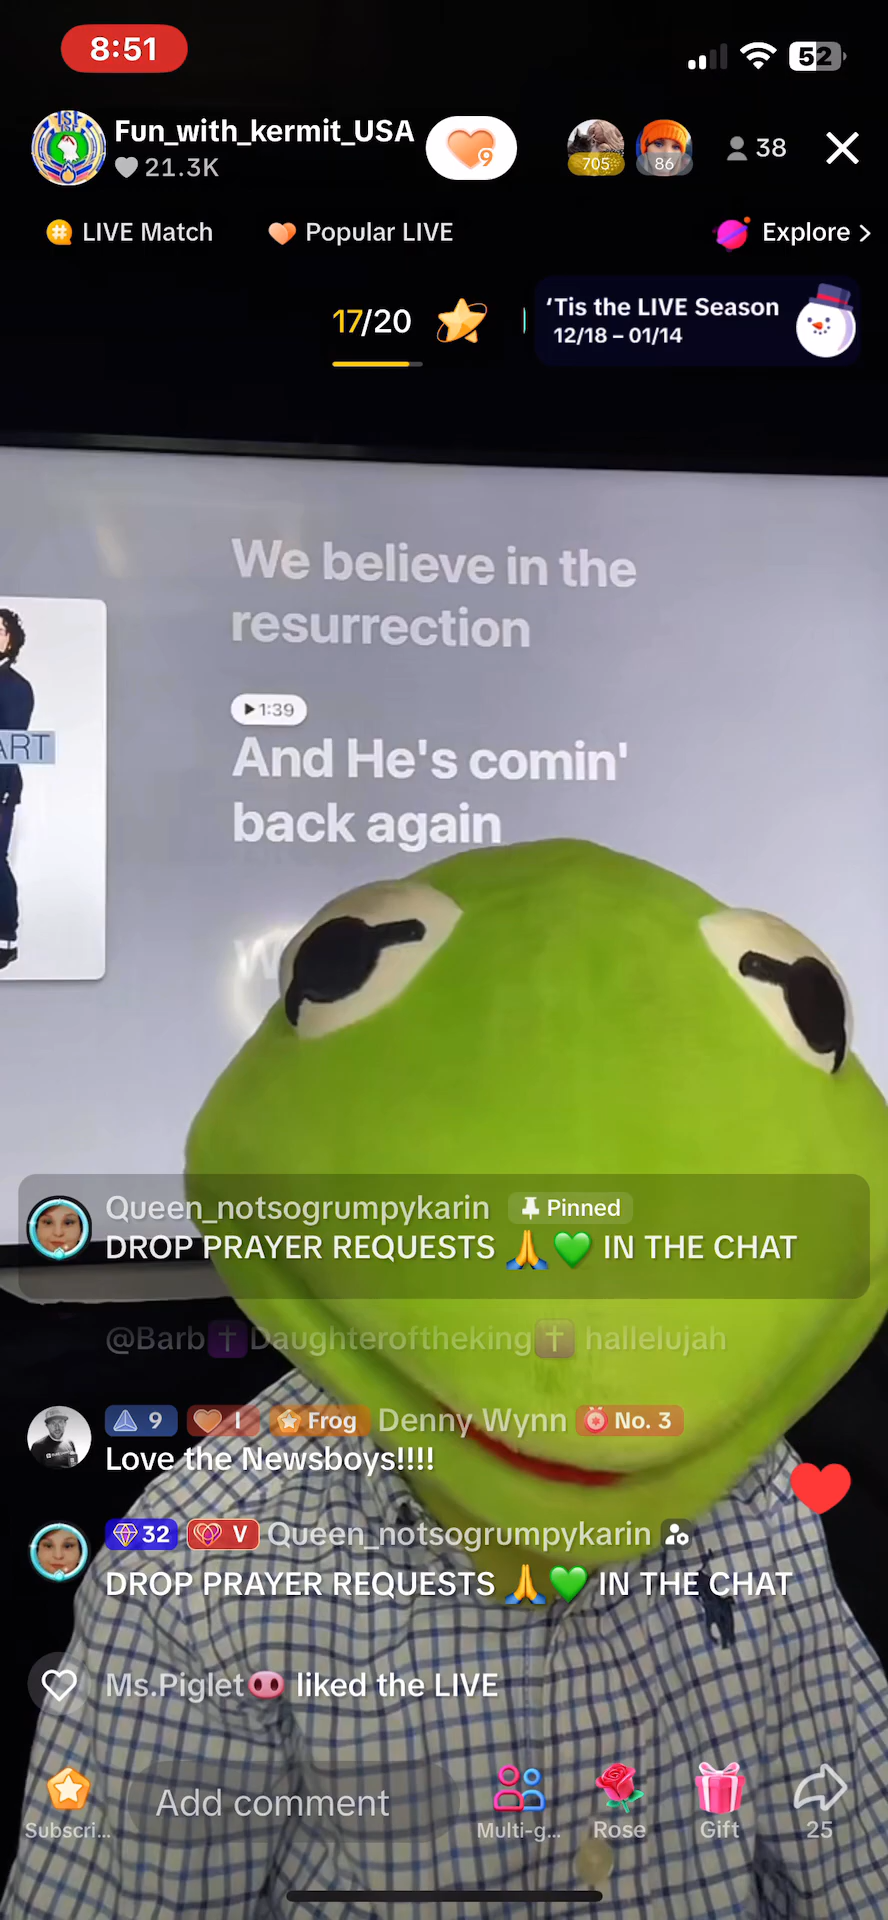 8:51
52
Fun_with_kermit_USA
21.3K
9
705
86
38
LIVE Match
Popular LIVE
Explore >
17/20
'Tis the LIVE Season
12/18 – 01/14
We believe in the
resurrection
1:39
And He's comin'
back again
ART
W
Queen_notsogrumpykarin Pinned
DROP PRAYER REQUESTS 🙏💚 IN THE CHAT
@Barb✝️Daughteroftheking✝️ hallelujah
9 I Frog Denny Wynn No. 3
Love the Newsboys!!!!
32 V Queen_notsogrumpykarin
DROP PRAYER REQUESTS 🙏💚 IN THE CHAT
Ms.Piglet🐽 liked the LIVE
Subscri...
Add comment
Multi-g...
Rose
Gift
25